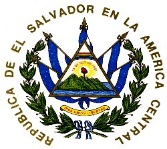 REPUBLICA DE EL SALVADOR EN LA AMERICA CENTRAL